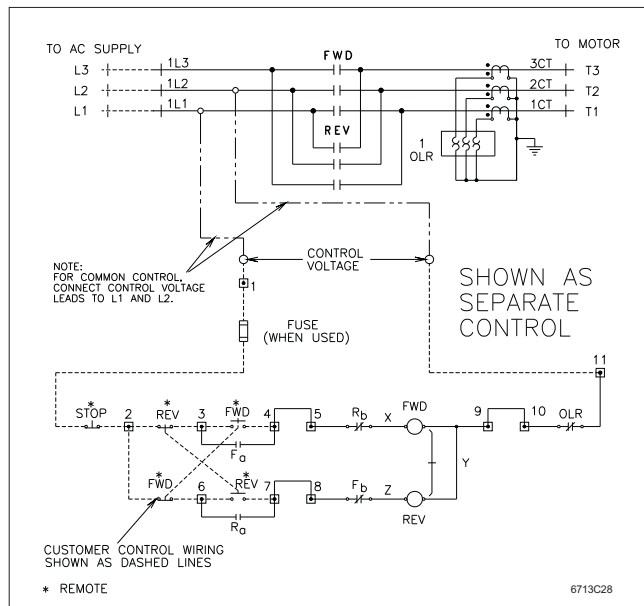 TO AC SUPPLY
TO MOTOR
FWD
L3
1L3
3CT
T3
L2
1L2
2CT
T2
L1
1L1
1CT
T1
REV
1
OLR
NOTE:
FOR COMMON CONTROL,
CONNECT CONTROL VOLTAGE
LEADS TO L1 AND L2.
CONTROL
VOLTAGE
SHOWN AS
SEPARATE
CONTROL
1
FUSE
(WHEN USED)
11
* STOP
2
* REV
3
* FWD
4
5
Rb
X
FWD
9
10
OLR
Fa
Y
* FWD
6
* REV
7
8
Fb
Z
REV
Ra
CUSTOMER CONTROL WIRING
SHOWN AS DASHED LINES
* REMOTE
6713C28